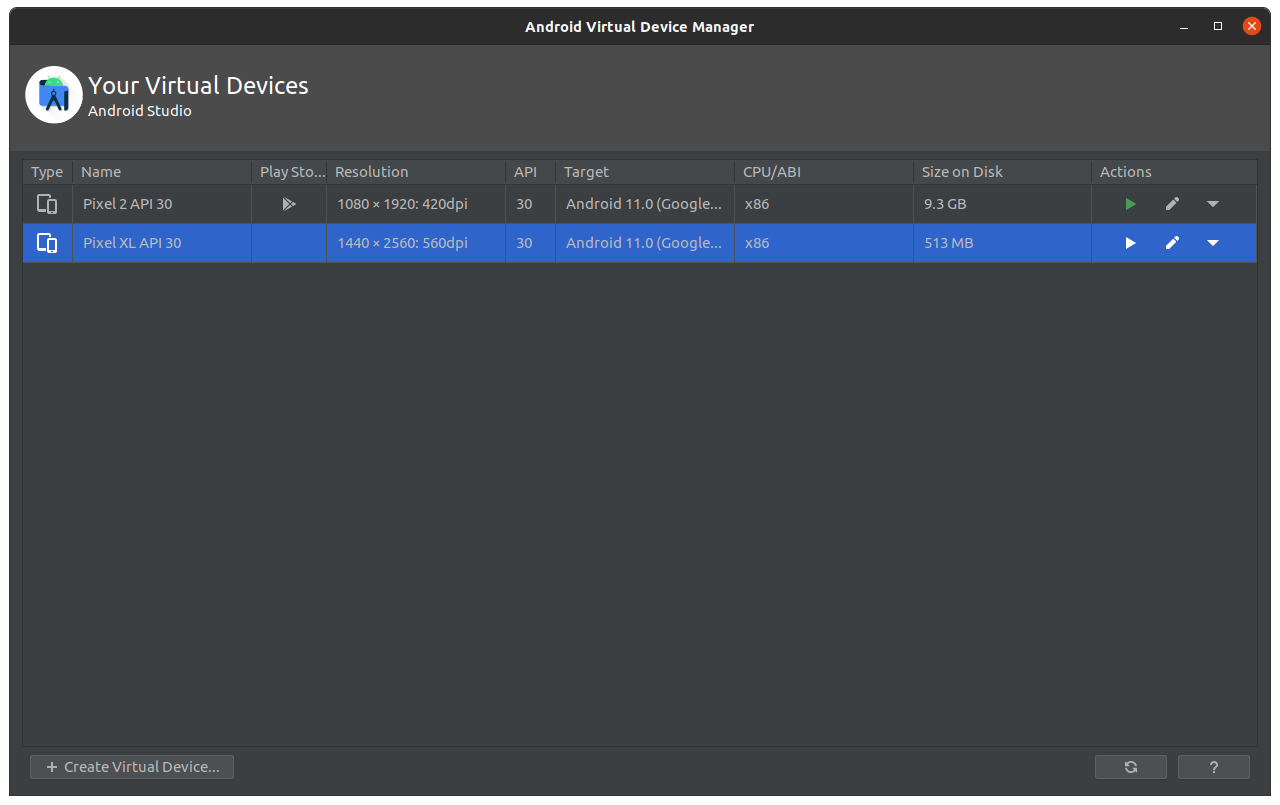 Android Virtual Device Manager
Your Virtual Devices
Android Studio
Type Name Play Sto... Resolution API Target CPU/ABI Size on Disk Actions
Pixel 2 API 30 1080 × 1920: 420dpi 30 Android 11.0 (Google... x86 9.3 GB
Pixel XL API 30 1440 × 2560: 560dpi 30 Android 11.0 (Google... x86 513 MB
+ Create Virtual Device... ?